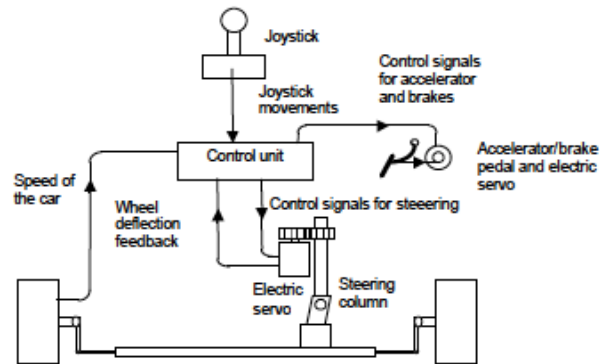 Joystick
Joystick
movements
Control signals
for accelerator
and brakes
Control unit
Accelerator/brake
pedal and electric
servo
Speed of
the car
Wheel
deflection
feedback
Control signals for steeering
Electric
servo
Steering
column